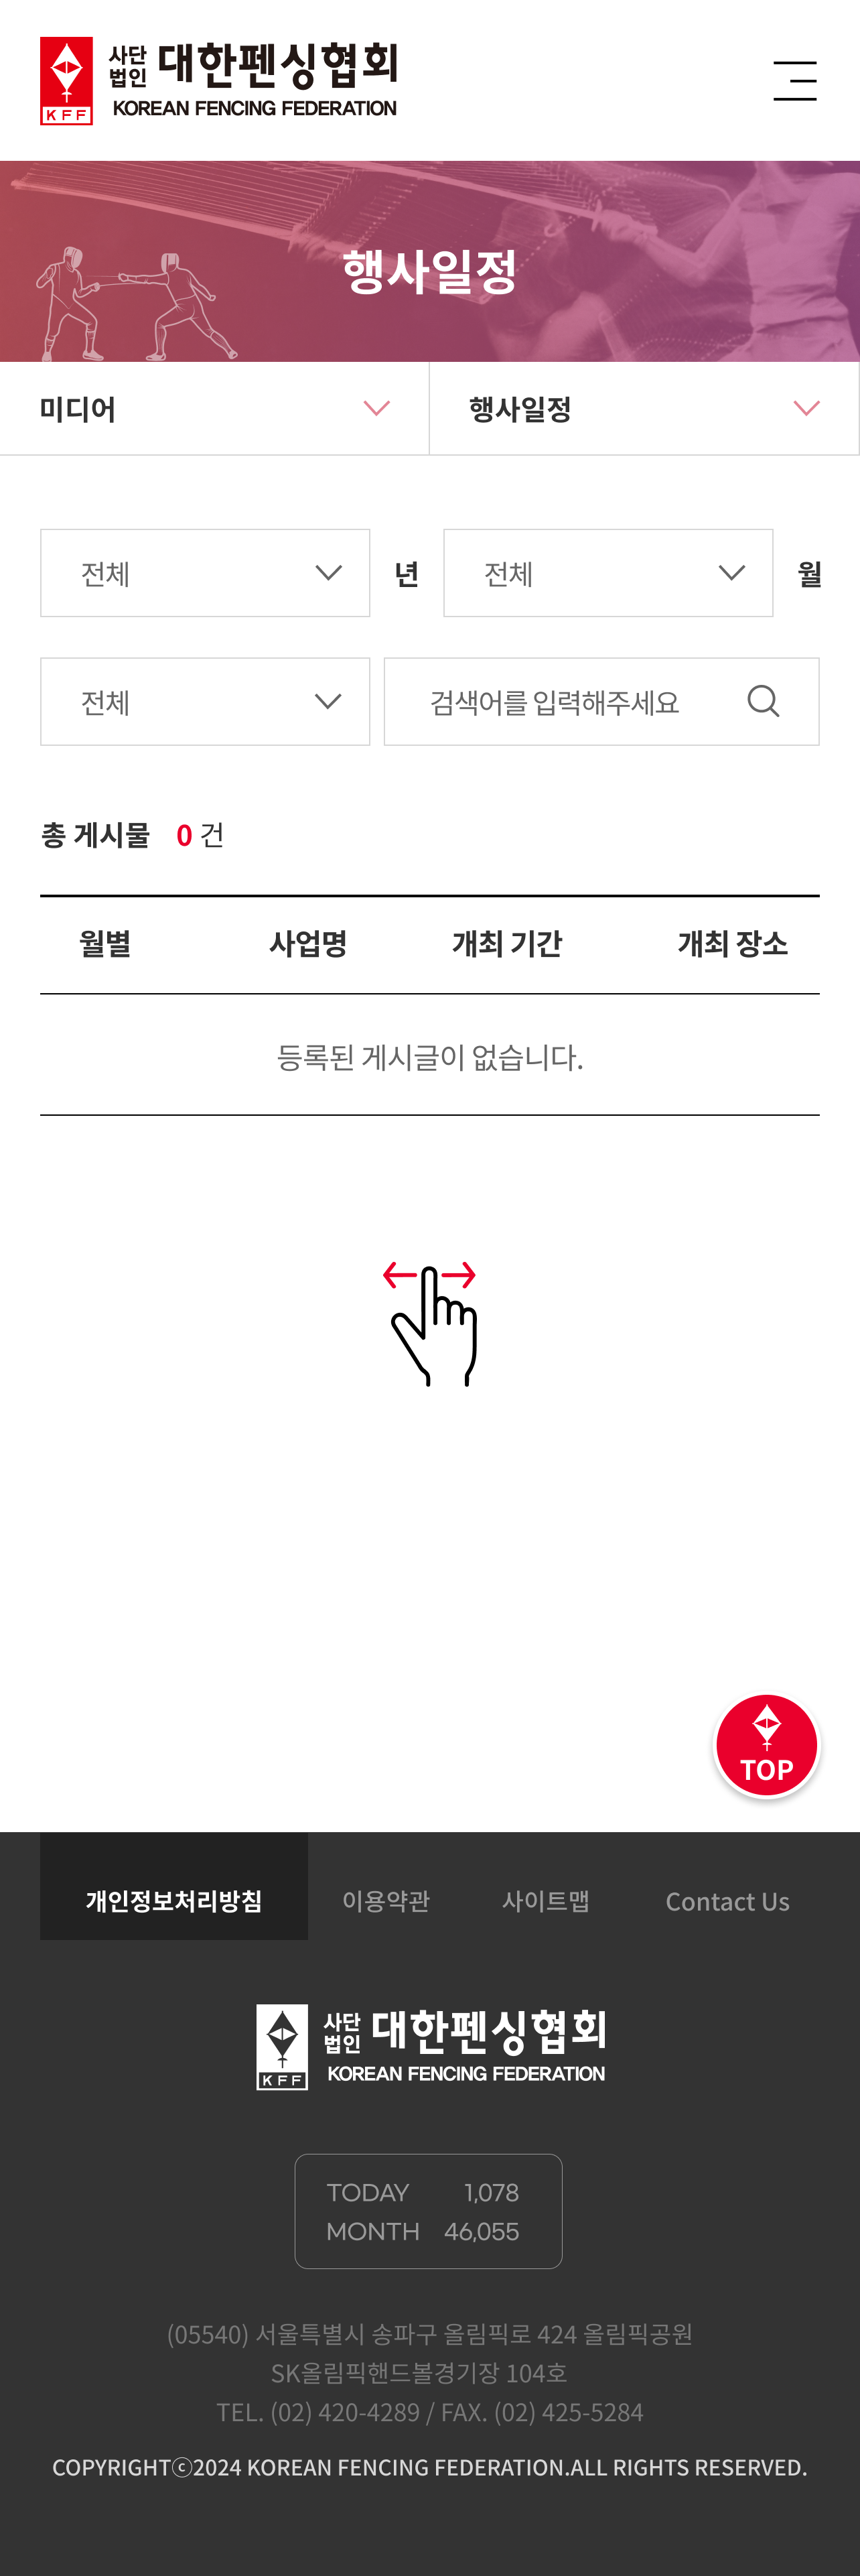 사단
법인
대한펜싱협회
KOREAN FENCING FEDERATION
KFF
행사일정
미디어 행사일정
전체 년 전체 월
전체 검색어를 입력해주세요
총 게시물 0 건
월별 사업명 개최 기간 개최 장소
등록된 게시글이 없습니다.
TOP
개인정보처리방침 이용약관 사이트맵 Contact Us
사단
법인
대한펜싱협회
KOREAN FENCING FEDERATION
KFF
TODAY 1,078
MONTH 46,055
(05540) 서울특별시 송파구 올림픽로 424 올림픽공원
SK올림픽핸드볼경기장 104호
TEL. (02) 420-4289 / FAX. (02) 425-5284
COPYRIGHTⓒ2024 KOREAN FENCING FEDERATION.ALL RIGHTS RESERVED.